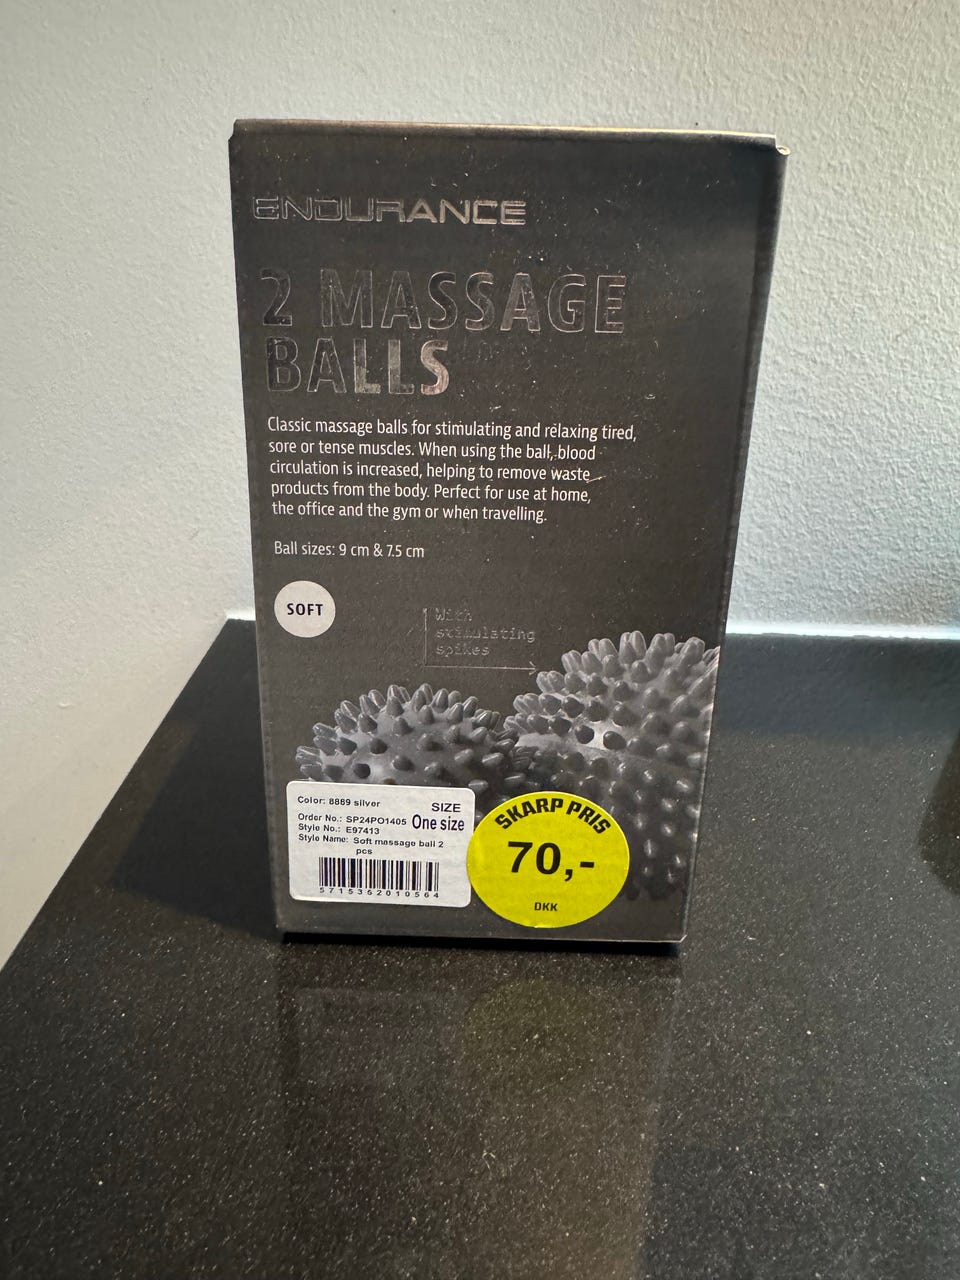 ENDURANCE
2 MASSAGE
BALLS
Classic massage balls for stimulating and relaxing tired,
sore or tense muscles. When using the ball, blood
circulation is increased, helping to remove waste
products from the body. Perfect for use at home,
the office and the gym or when travelling.
Ball sizes: 9 cm & 7.5 cm
SOFT
With
stimulating
spikes
Color: 8889 silver
SIZE
Order No.: SP24PO1405
One size
Style No.: E97413
Style Name: Soft massage ball 2
pcs
5715352010564
SKARP PRIS
70,-
DKK